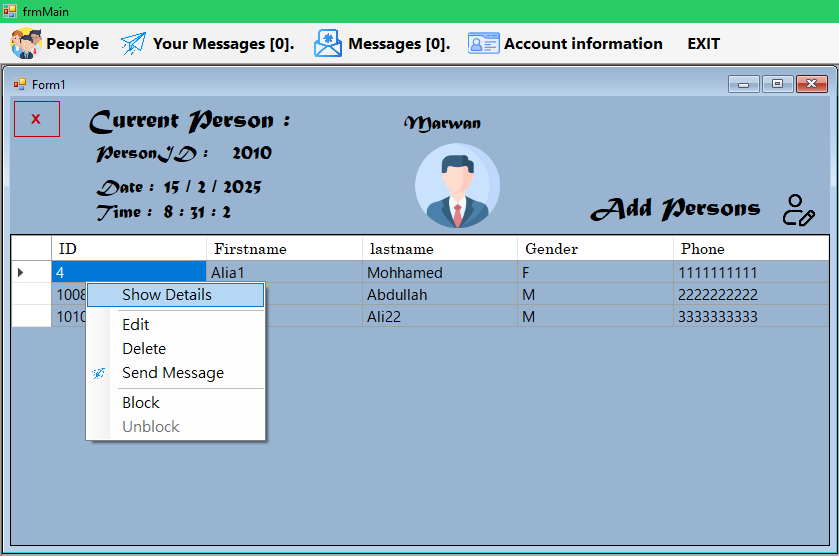 frmMain
People Your Messages [0]. Messages [0]. Account information EXIT
Form1
x
Current Person :
Marwan
PersonID : 2010
Date : 15 / 2 / 2025
Time : 8 : 31 : 2
Add Persons
ID Firstname lastname Gender Phone
4 Alia1 Mohhamed F 1111111111
1008 Abdullah M 2222222222
1010 Ali22 M 3333333333
Show Details
Edit
Delete
Send Message
Block
Unblock